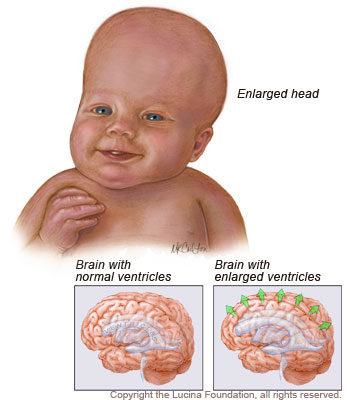 Enlarged head
Brain with
normal ventricles
Brain with
enlarged ventricles
Copyright the Lucina Foundation, all rights reserved.